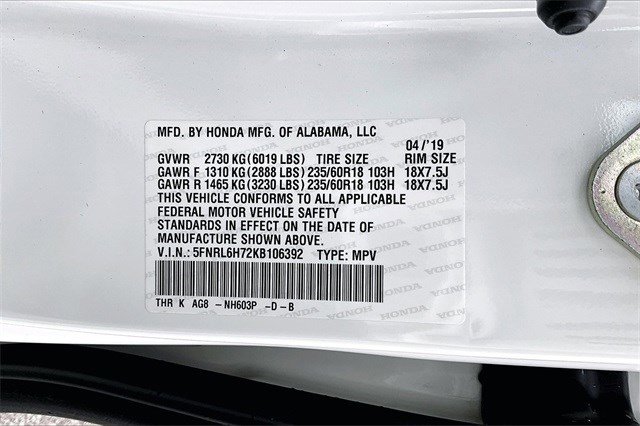 MFD. BY HONDA MFG. OF ALABAMA, LLC
04/'19
GVWR 2730 KG (6019 LBS) TIRE SIZE RIM SIZE
GAWR F 1310 KG (2888 LBS) 235/60R18 103H 18X7.5J
GAWR R 1465 KG (3230 LBS) 235/60R18 103H 18X7.5J
THIS VEHICLE CONFORMS TO ALL APPLICABLE
FEDERAL MOTOR VEHICLE SAFETY
STANDARDS IN EFFECT ON THE DATE OF
MANUFACTURE SHOWN ABOVE.
V.I.N.: 5FNRL6H72KB106392 TYPE: MPV
THR K AG8 -NH603P -D-B